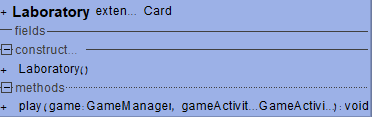 + Laboratory exten... Card
fields
construct...
+ Laboratory()
methods
+ play(game:GameManager, gameActivit...GameActivi...):void